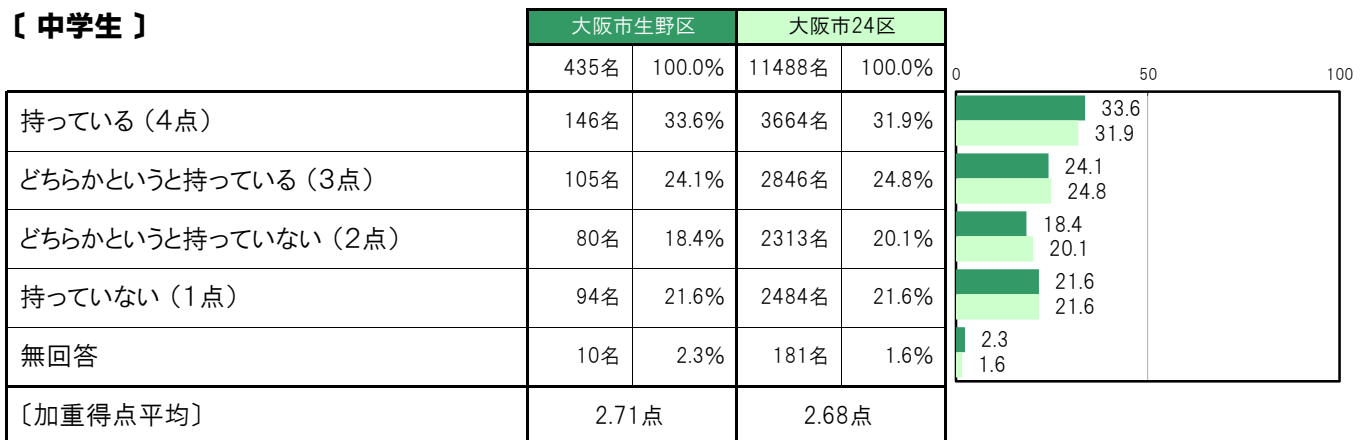 〔 中学生 〕
大阪市生野区 大阪市24区
435名 100.0% 11488名 100.0%
0 50 100
持っている（4点） 146名 33.6% 3664名 31.9%
33.6
31.9
どちらかというと持っている（3点） 105名 24.1% 2846名 24.8%
24.1
24.8
どちらかというと持っていない（2点） 80名 18.4% 2313名 20.1%
18.4
20.1
持っていない（1点） 94名 21.6% 2484名 21.6%
21.6
21.6
無回答 10名 2.3% 181名 1.6%
2.3
1.6
〔加重得点平均〕 2.71点 2.68点